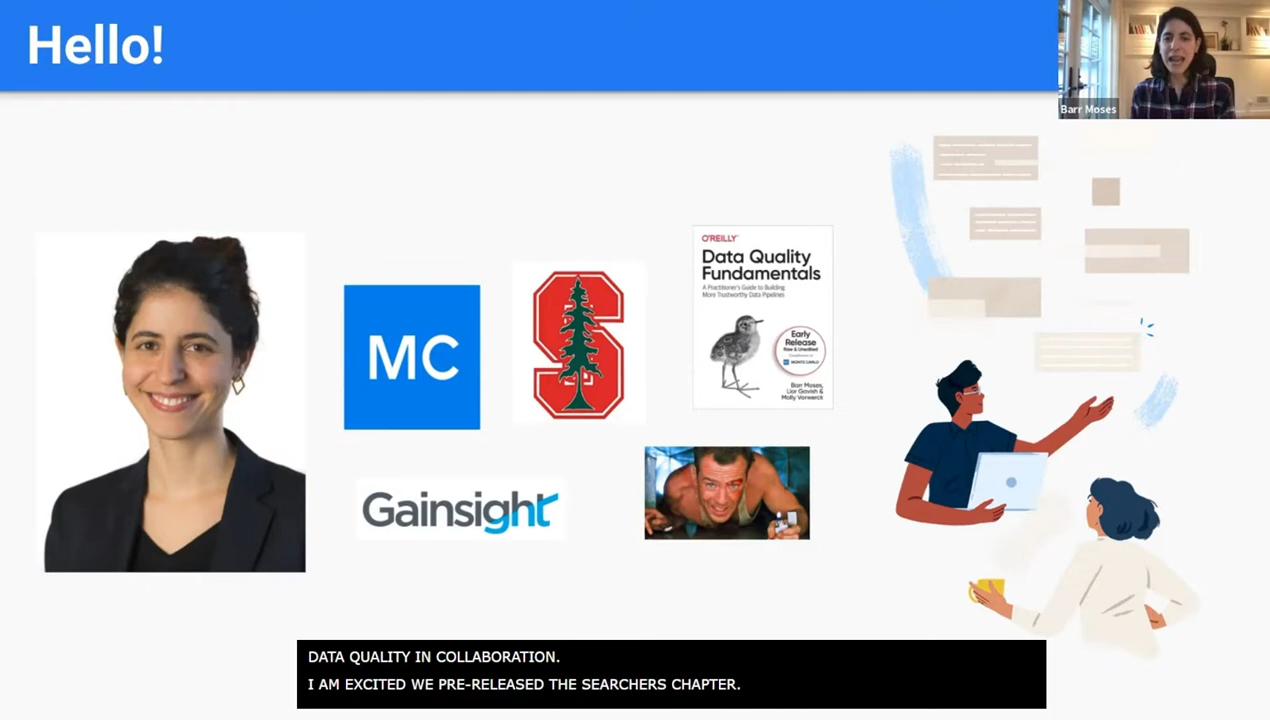 Hello!
Barr Moses
MC
Gainsight
O'REILLY
Data Quality
Fundamentals
A Practitioner's Guide to Building
More Trustworthy Data Pipelines
Early
Release
Raw & Unedited
MONTE CARLO
Barr Moses,
Lior Gavish &
Molly Vorwerck
DATA QUALITY IN COLLABORATION.
I AM EXCITED WE PRE-RELEASED THE SEARCHERS CHAPTER.